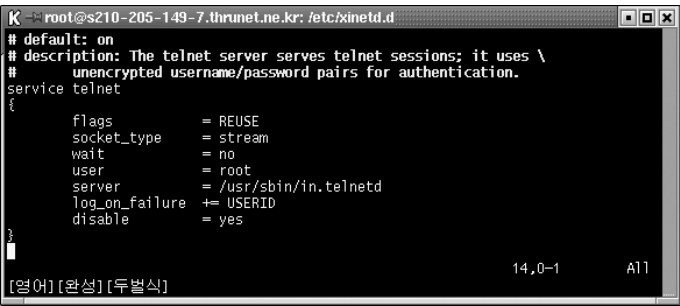 root@s210-205-149-7.thrunet.ne.kr: /etc/xinetd.d
# default: on
# description: The telnet server serves telnet sessions; it uses \
#       unencrypted username/password pairs for authentication.
service telnet
{
        flags           = REUSE
        socket_type     = stream
        wait            = no
        user            = root
        server          = /usr/sbin/in.telnetd
        log_on_failure  += USERID
        disable         = yes
}
14,0-1        All
[영어][완성][두벌식]